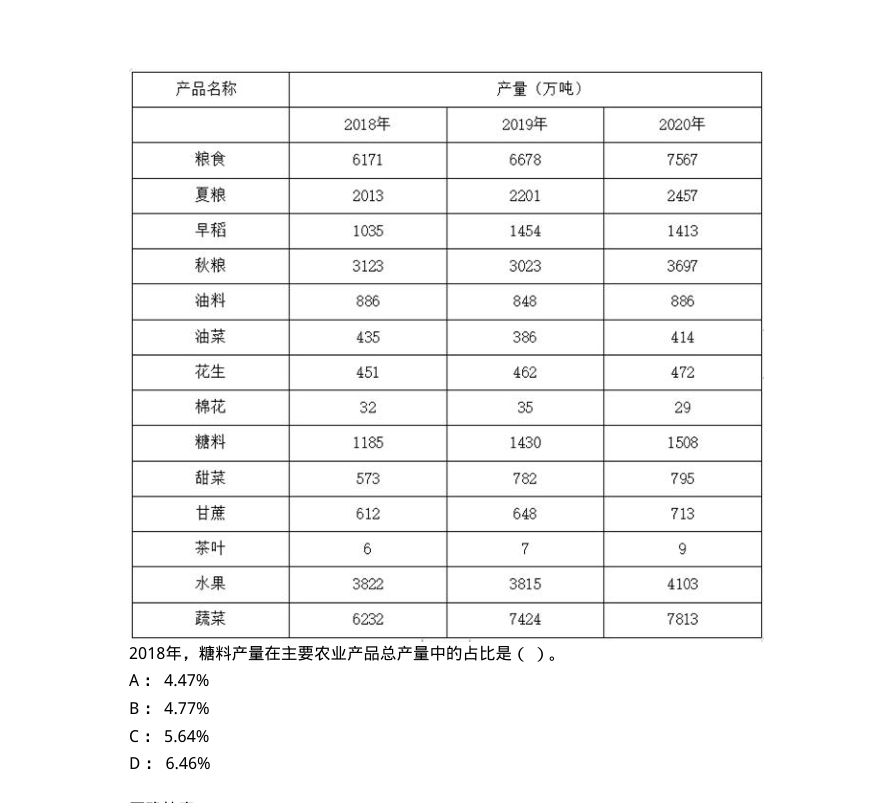 产品名称 产量（万吨）
2018年 2019年 2020年
粮食 6171 6678 7567
夏粮 2013 2201 2457
早稻 1035 1454 1413
秋粮 3123 3023 3697
油料 886 848 886
油菜 435 386 414
花生 451 462 472
棉花 32 35 29
糖料 1185 1430 1508
甜菜 573 782 795
甘蔗 612 648 713
茶叶 6 7 9
水果 3822 3815 4103
蔬菜 6232 7424 7813
2018年，糖料产量在主要农业产品总产量中的占比是（ ）。
A： 4.47%
B： 4.77%
C： 5.64%
D： 6.46%